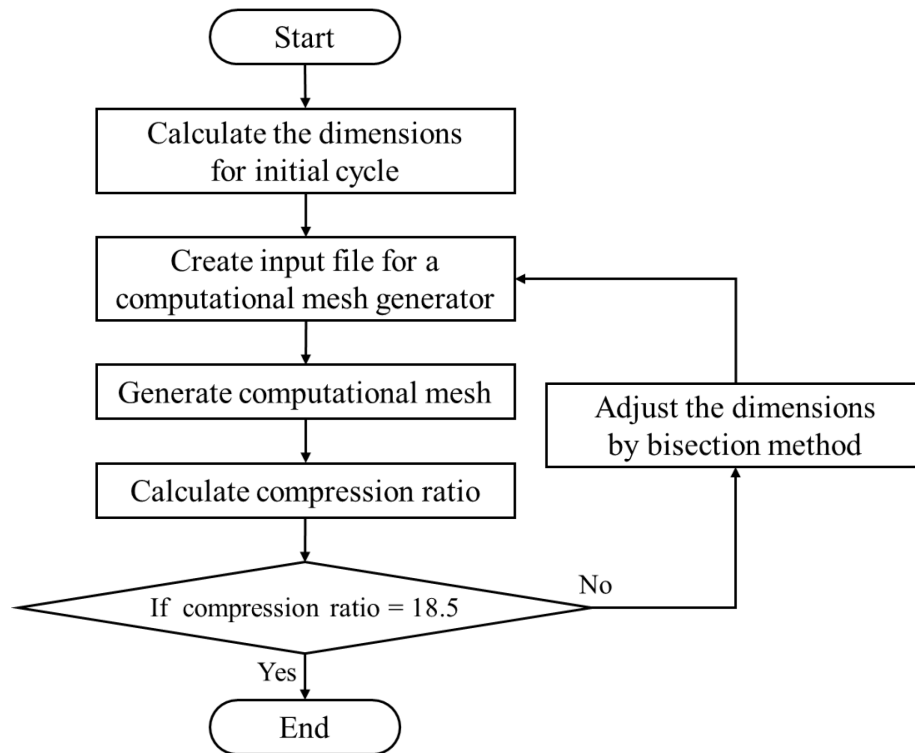 Start
Calculate the dimensions
for initial cycle
Create input file for a
computational mesh generator
Generate computational mesh
Adjust the dimensions
by bisection method
Calculate compression ratio
If compression ratio = 18.5
No
Yes
End